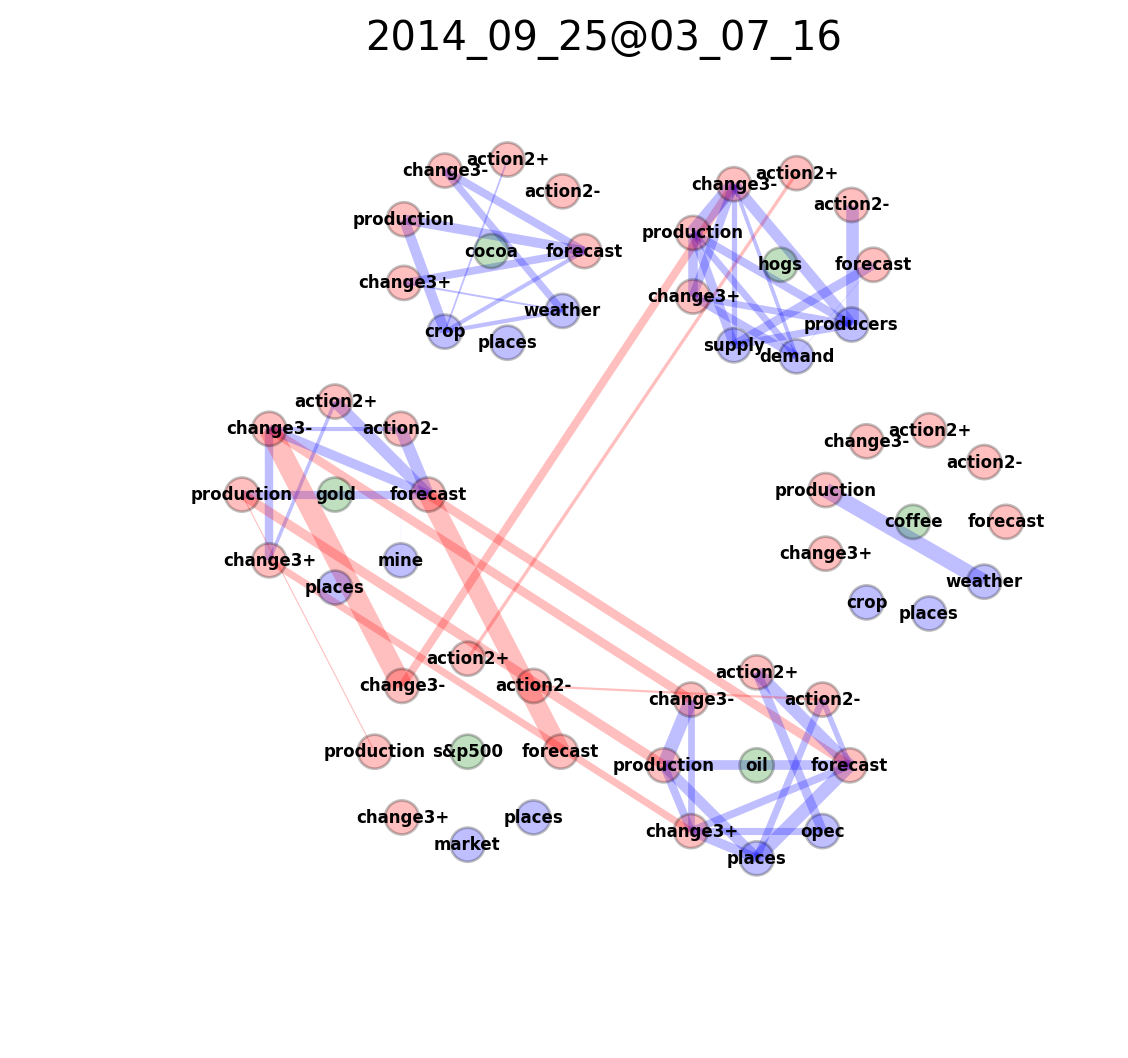 2014_09_25@03_07_16
action2+
change3-
action2-
production
cocoa
forecast
change3+
weather
crop
places
action2+
change3-
action2-
production
hogs
forecast
change3+
producers
supply
demand
action2+
change3-
action2-
production
gold
forecast
change3+
mine
places
action2+
change3-
action2-
production
coffee
forecast
change3+
weather
crop
places
action2+
change3-
action2-
production
s&p500
forecast
change3+
places
market
action2+
change3-
action2-
production
oil
forecast
change3+
opec
places